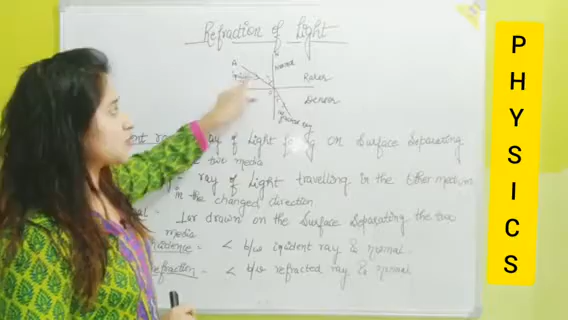 Refraction of Light
A
N
Normal
Rarer
Denser
ray
ray of Light falling on Surface Separating
two media
ray of Light travelling in the other medium
in the changed direction
Lar drawn on the Surface Separating the two
media
- < b/w incident ray & normal
refraction - < b/w refracted ray & normal
P
H
Y
S
I
C
S